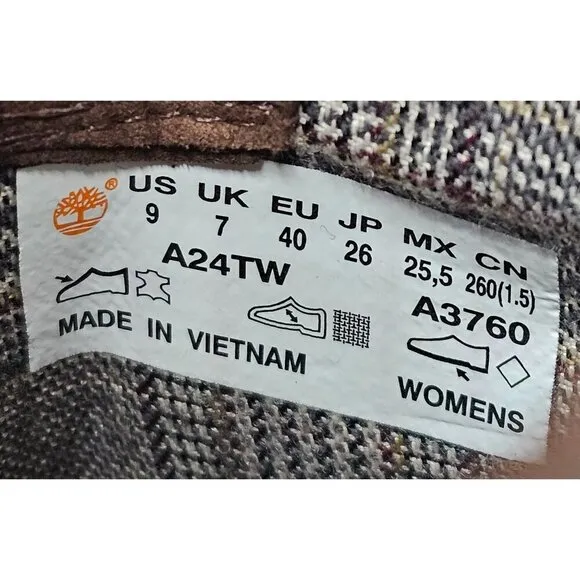 ® US UK EU JP MX CN
9 7 40 26 25,5 260(1.5)
A24TW A3760
MADE IN VIETNAM WOMENS